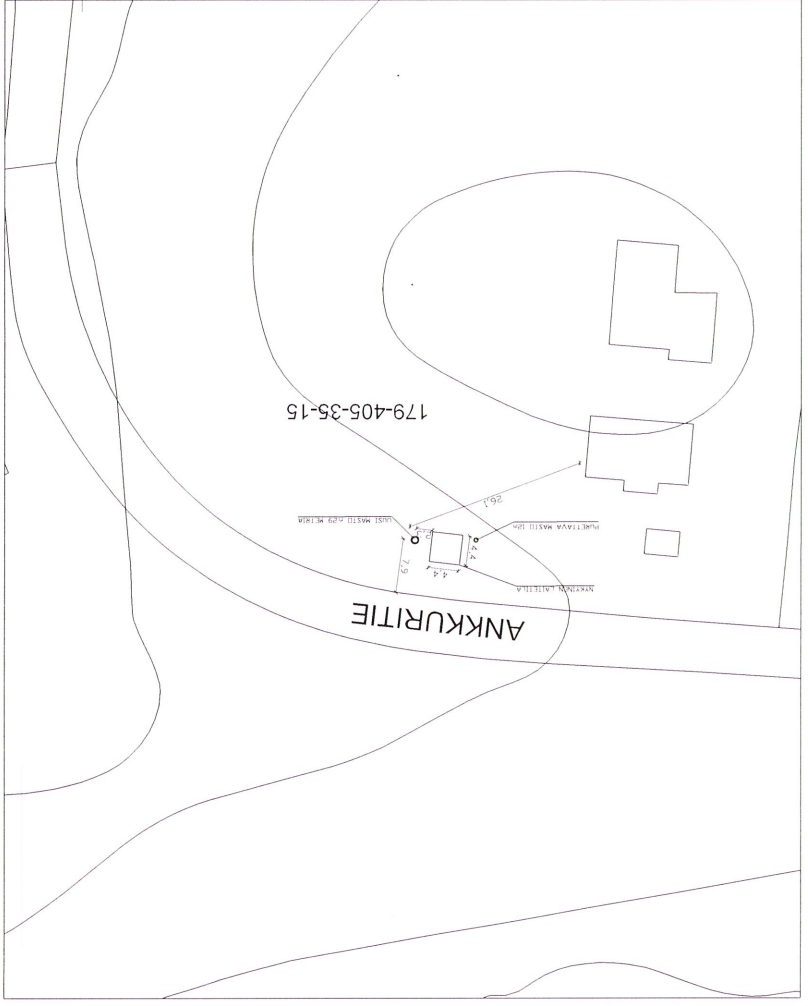 ANKKURITIE
NYKYINEN LAITETILA
4,4
7,9
4,4
PURETTAVA MASTO
UUSI MASTO h29 METRIÄ
26,1
179-405-35-15